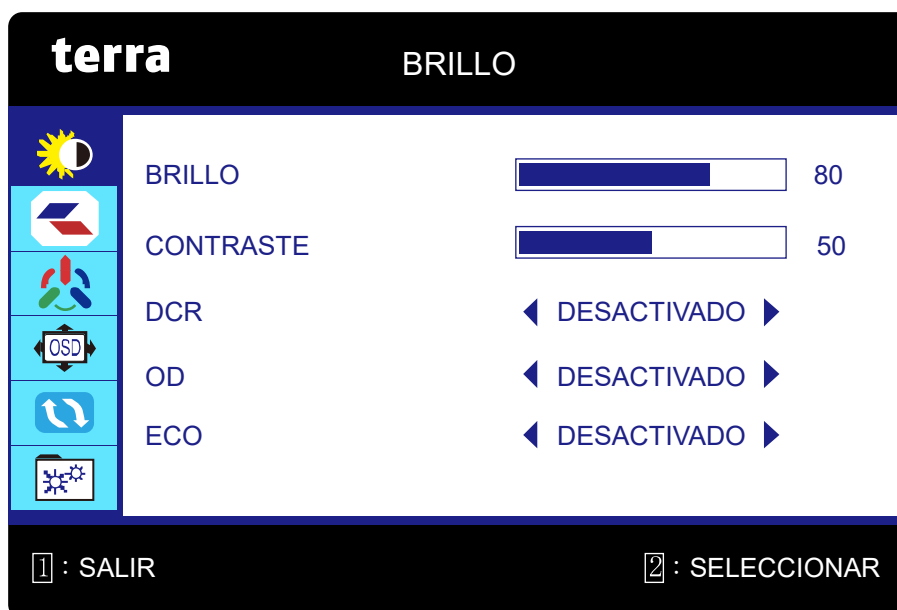 terra BRILLO
BRILLO 80
CONTRASTE 50
DCR DESACTIVADO
OD DESACTIVADO
OSD
ECO DESACTIVADO
1 : SALIR 2 : SELECCIONAR